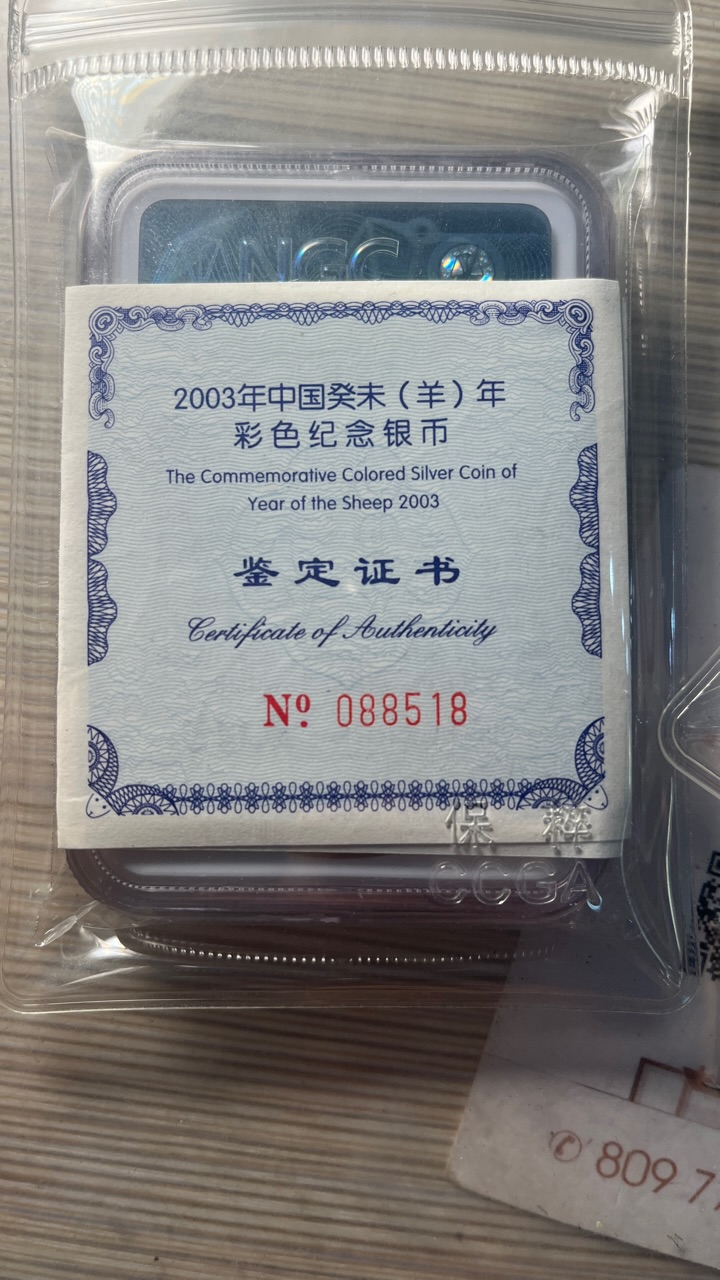 ANGC
2003年中国癸未（羊）年
彩色纪念银币
The Commemorative Colored Silver Coin of
Year of the Sheep 2003
鉴定证书
Certificate of Authenticity
Nº 088518
保粹
CCGA
✆ 809 77